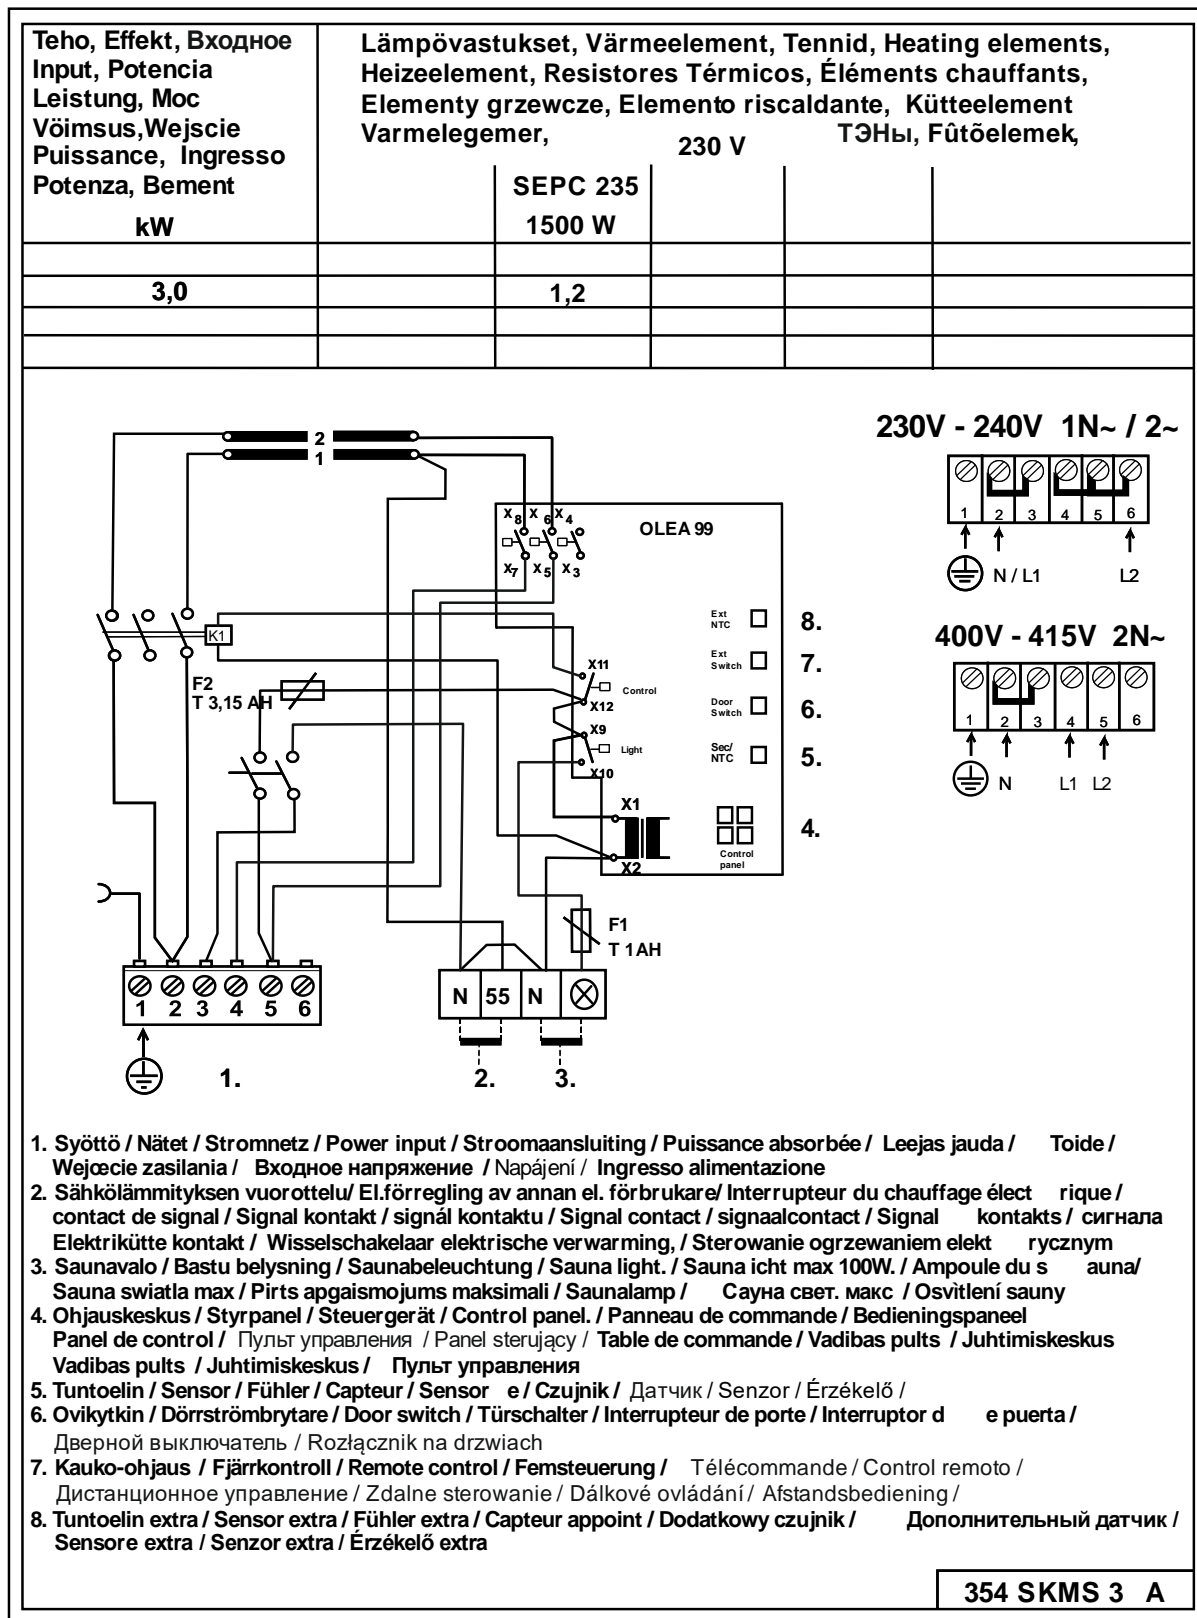 Teho, Effekt, Входное
Input, Potencia
Leistung, Moc
Vöimsus,Wejscie
Puissance, Ingresso
Potenza, Bement
kW
Lämpövastukset, Värmeelement, Tennid, Heating elements,
Heizeelement, Resistores Térmicos, Éléments chauffants,
Elementy grzewcze, Elemento riscaldante, Kütteelement
Varmelegemer, 230 V ТЭНы, Fûtõelemek,
SEPC 235
1500 W
3,0 1,2
230V - 240V 1N~ / 2~
1 2 3 4 5 6
N / L1 L2
400V - 415V 2N~
1 2 3 4 5 6
N L1 L2
2
1
X8 X6 X4
X7 X5 X3
OLEA 99
K1
F2
T 3,15 AH
X11
Control
X12
X9
Light
X10
X1
X2
Ext
NTC
8.
Ext
Switch
7.
Door
Switch
6.
Sec/
NTC
5.
Control
panel
4.
F1
T 1AH
1 2 3 4 5 6
N 55 N
1. 2. 3.
1. Syöttö / Nätet / Stromnetz / Power input / Stroomaansluiting / Puissance absorbée / Leejas jauda / Toide /
Wejœcie zasilania / Входное напряжение / Napájení / Ingresso alimentazione
2. Sähkölämmityksen vuorottelu/ El.förregling av annan el. förbrukare/ Interrupteur du chauffage élect rique /
contact de signal / Signal kontakt / signál kontaktu / Signal contact / signaalcontact / Signal kontakts / сигнала
Elektrikütte kontakt / Wisselschakelaar elektrische verwarming, / Sterowanie ogrzewaniem elekt rycznym
3. Saunavalo / Bastu belysning / Saunabeleuchtung / Sauna light. / Sauna icht max 100W. / Ampoule du s auna/
Sauna swiatla max / Pirts apgaismojums maksimali / Saunalamp / Сауна свет. макс / Osvìtlení sauny
4. Ohjauskeskus / Styrpanel / Steuergerät / Control panel. / Panneau de commande / Bedieningspaneel
Panel de control / Пульт управления / Panel sterujący / Table de commande / Vadibas pults / Juhtimiskeskus
Vadibas pults / Juhtimiskeskus / Пульт управления
5. Tuntoelin / Sensor / Fühler / Capteur / Sensor e / Czujnik / Датчик / Senzor / Érzékelő /
6. Ovikytkin / Dörrströmbrytare / Door switch / Türschalter / Interrupteur de porte / Interruptor d e puerta /
Дверной выключатель / Rozłącznik na drzwiach
7. Kauko-ohjaus / Fjärrkontroll / Remote control / Femsteuerung / Télécommande / Control remoto /
Дистанционное управление / Zdalne sterowanie / Dálkové ovládání / Afstandsbediening /
8. Tuntoelin extra / Sensor extra / Fühler extra / Capteur appoint / Dodatkowy czujnik / Дополнительный датчик /
Sensore extra / Senzor extra / Érzékelő extra
354 SKMS 3 A